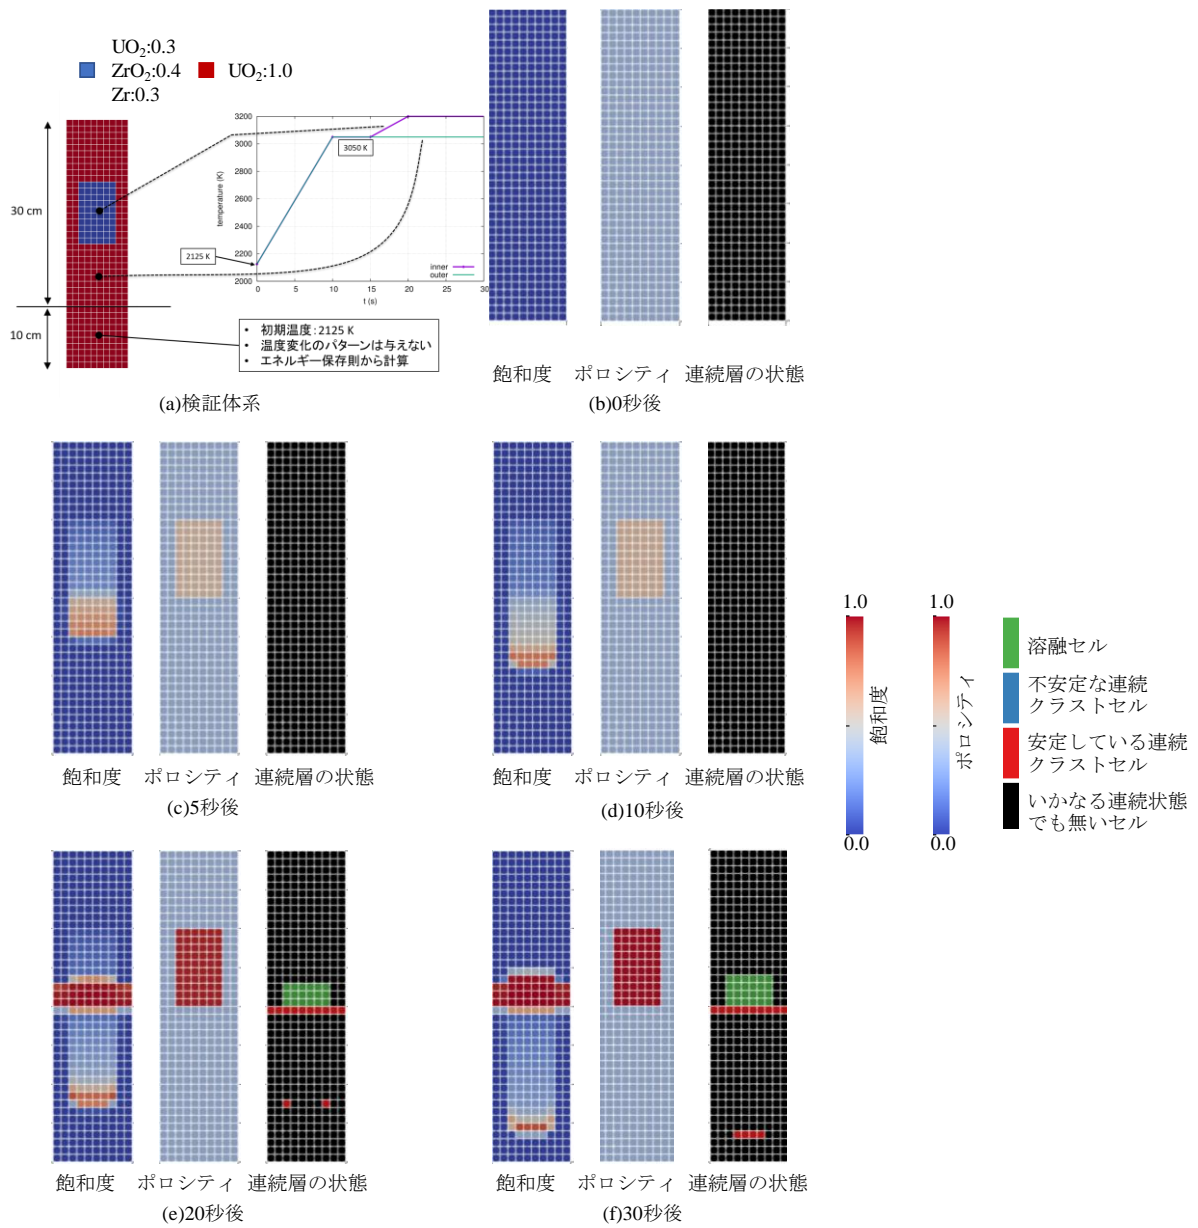 UO2:0.3
ZrO2:0.4
Zr:0.3
UO2:1.0
30 cm
10 cm
temperature (K)
3200
3000
2800
2600
2400
2200
2000
3050 K
2125 K
inner
outer
0 5 10 15 20 25 30
t (s)
• 初期温度:2125 K
• 温度変化のパターンは与えない
• エネルギー保存則から計算
(a)検証体系
飽和度 ポロシティ 連続層の状態
(b)0秒後
飽和度 ポロシティ 連続層の状態
(c)5秒後
飽和度 ポロシティ 連続層の状態
(d)10秒後
1.0
飽和度
0.0
1.0
ポロシティ
0.0
溶融セル
不安定な連続
クラストセル
安定している連続
クラストセル
いかなる連続状態
でも無いセル
飽和度 ポロシティ 連続層の状態
(e)20秒後
飽和度 ポロシティ 連続層の状態
(f)30秒後